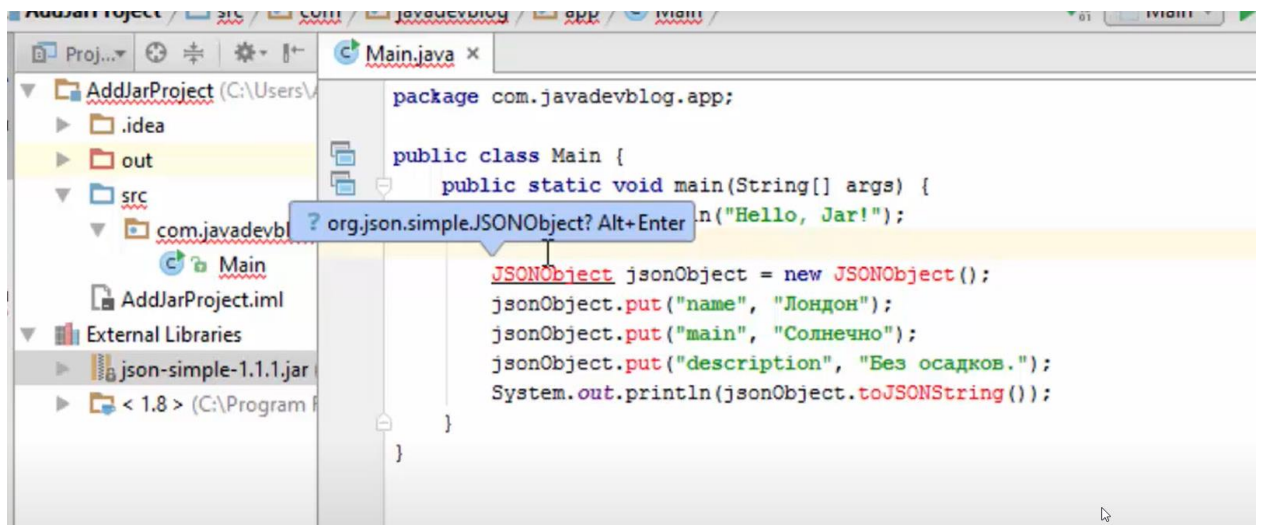 AddJarProject / src / com / javadevblog / app / Main /
Main
Proj...
Main.java ×
AddJarProject (C:\Users\
.idea
out
src
com.javadevbl
Main
AddJarProject.iml
External Libraries
json-simple-1.1.1.jar
< 1.8 > (C:\Program F
package com.javadevblog.app;
public class Main {
public static void main(String[] args) {
? org.json.simple.JSONObject? Alt+Enter
n("Hello, Jar!");
JSONObject jsonObject = new JSONObject();
jsonObject.put("name", "Лондон");
jsonObject.put("main", "Солнечно");
jsonObject.put("description", "Без осадков.");
System.out.println(jsonObject.toJSONString());
}
}